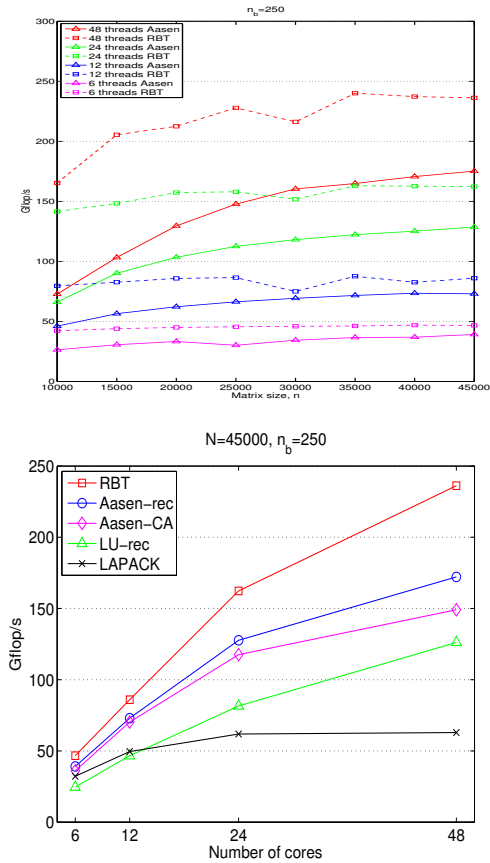 n_b=250
48 threads Aasen
48 threads RBT
24 threads Aasen
24 threads RBT
12 threads Aasen
12 threads RBT
6 threads Aasen
6 threads RBT
300
250
200
150
100
50
0
Gflop/s
10000 15000 20000 25000 30000 35000 40000 45000
Matrix size, n
N=45000, n_b=250
RBT
Aasen-rec
Aasen-CA
LU-rec
LAPACK
250
200
150
100
50
0
Gflop/s
6 12 24 48
Number of cores